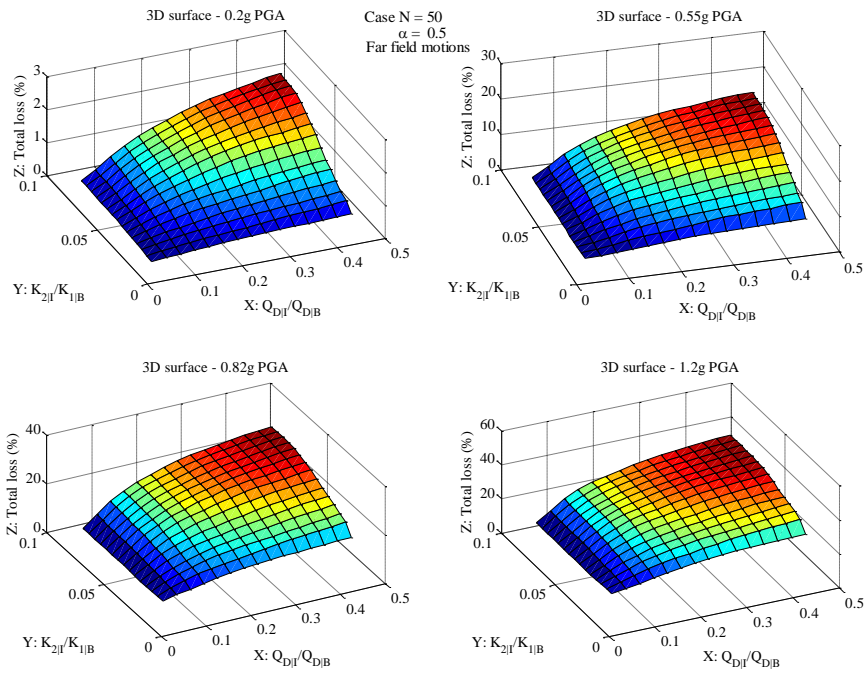 3D surface - 0.2g PGA
Case N = 50
α = 0.5
Far field motions
3D surface - 0.55g PGA
Z: Total loss (%)
3
2
1
0
0.1
0.05
0
Y: K2|I/K1|B
0
0.1
0.2
0.3
0.4
0.5
X: QD|I/QD|B
Z: Total loss (%)
30
20
10
0
0.1
0.05
0
Y: K2|I/K1|B
0
0.1
0.2
0.3
0.4
0.5
X: QD|I/QD|B
3D surface - 0.82g PGA
Z: Total loss (%)
40
20
0
0.1
0.05
0
Y: K2|I/K1|B
0
0.1
0.2
0.3
0.4
0.5
X: QD|I/QD|B
3D surface - 1.2g PGA
Z: Total loss (%)
60
40
20
0
0.1
0.05
0
Y: K2|I/K1|B
0
0.1
0.2
0.3
0.4
0.5
X: QD|I/QD|B